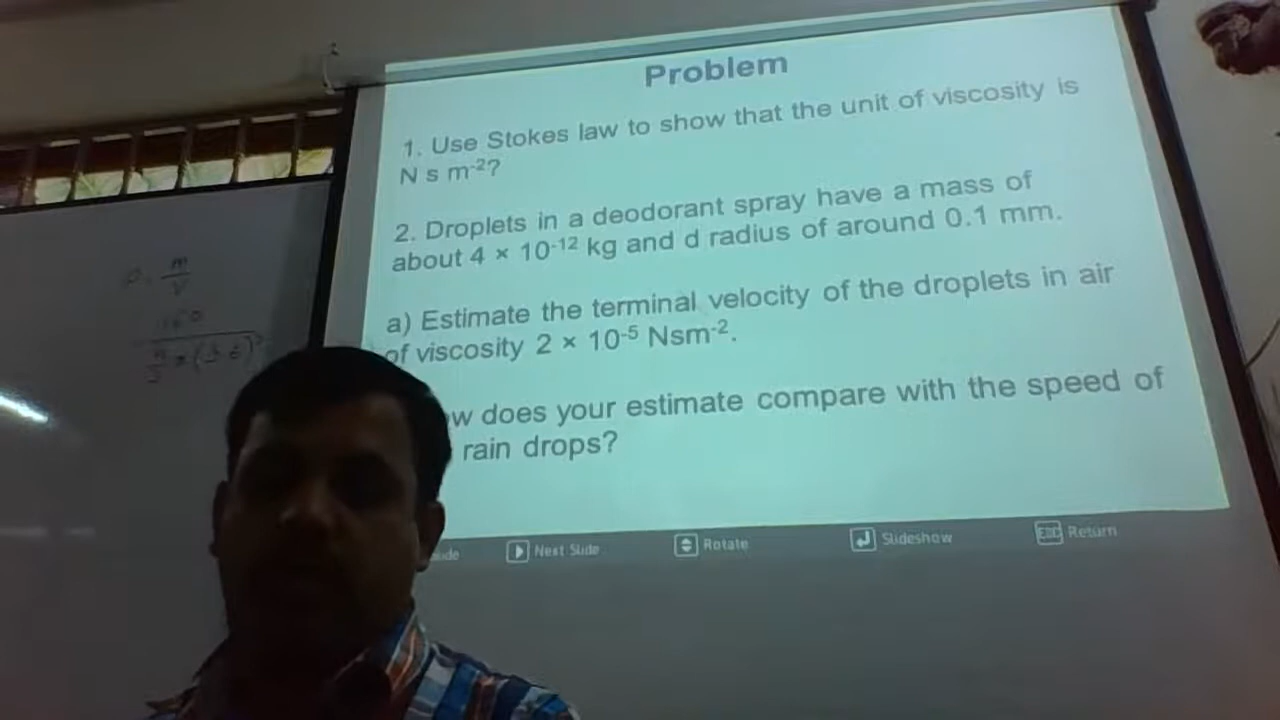 Problem
1. Use Stokes law to show that the unit of viscosity is
N s m⁻²?
2. Droplets in a deodorant spray have a mass of
about 4 × 10⁻¹² kg and d radius of around 0.1 mm.
a) Estimate the terminal velocity of the droplets in air
of viscosity 2 × 10⁻⁵ Nsm⁻².
does your estimate compare with the speed of
rain drops?
Next Slide
Rotate
Slideshow
ESC Return
m